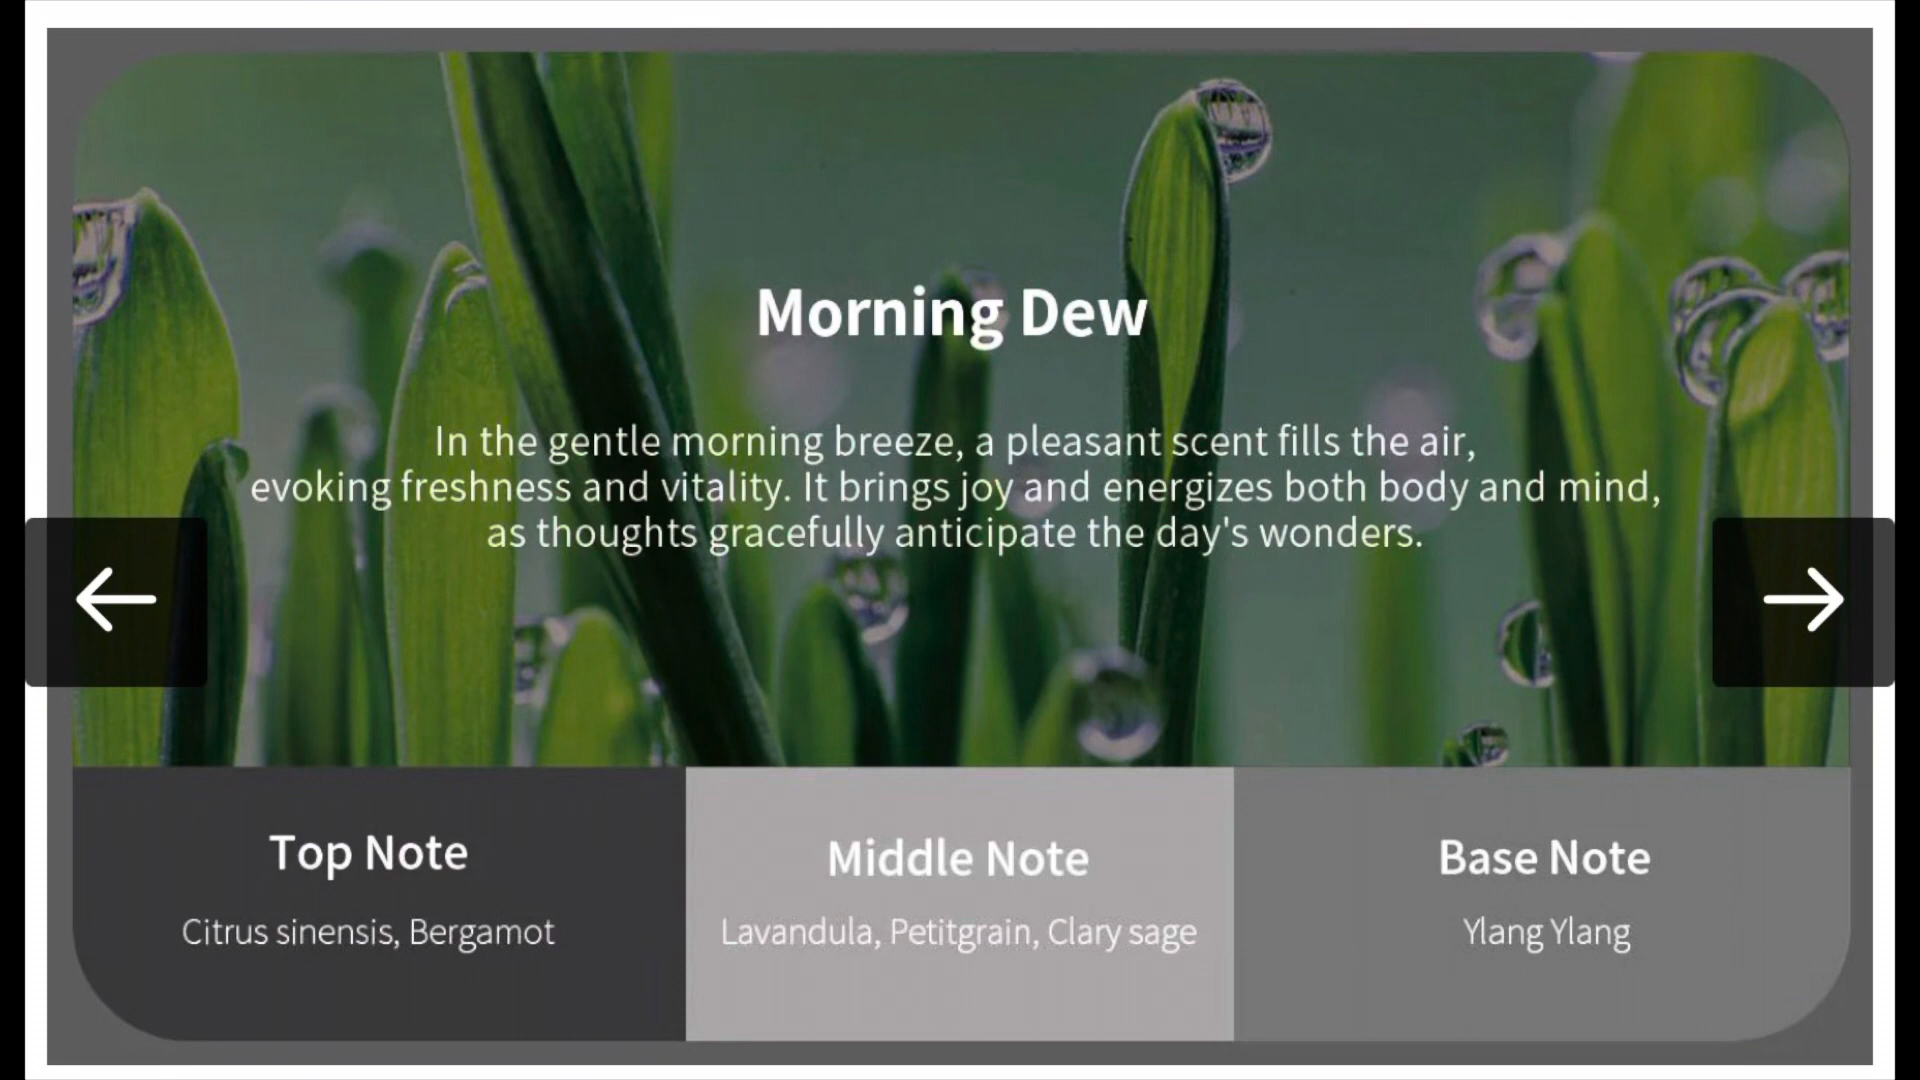 Morning Dew
In the gentle morning breeze, a pleasant scent fills the air,
evoking freshness and vitality. It brings joy and energizes both body and mind,
as thoughts gracefully anticipate the day's wonders.
Top Note
Citrus sinensis, Bergamot
Middle Note
Lavandula, Petitgrain, Clary sage
Base Note
Ylang Ylang